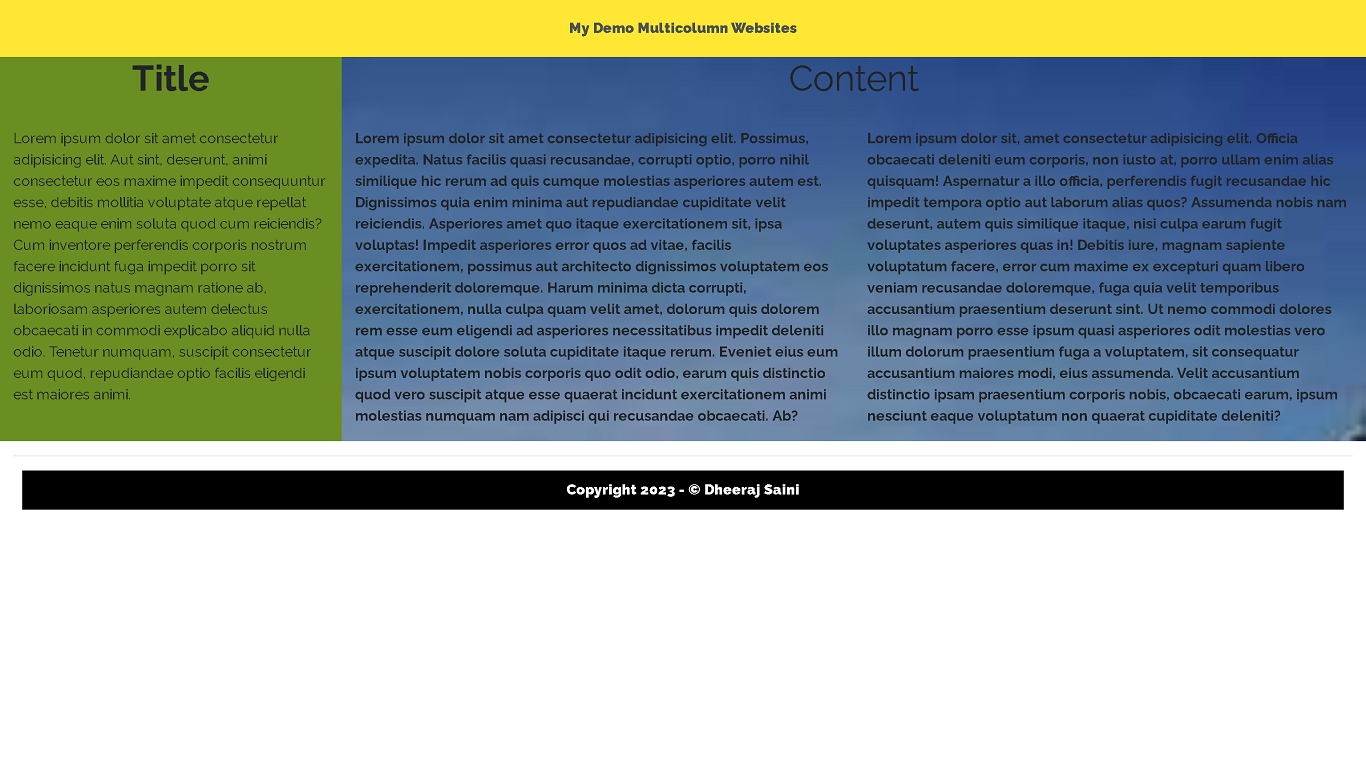 My Demo Multicolumn Websites
Title
Lorem ipsum dolor sit amet consectetur
adipisicing elit. Aut sint, deserunt, animi
consectetur eos maxime impedit consequuntur
esse, debitis mollitia voluptate atque repellat
nemo eaque enim soluta quod cum reiciendis?
Cum inventore perferendis corporis nostrum
facere incidunt fuga impedit porro sit
dignissimos natus magnam ratione ab,
laboriosam asperiores autem delectus
obcaecati in commodi explicabo aliquid nulla
odio. Tenetur numquam, suscipit consectetur
eum quod, repudiandae optio facilis eligendi
est maiores animi.
Content
Lorem ipsum dolor sit amet consectetur adipisicing elit. Possimus,
expedita. Natus facilis quasi recusandae, corrupti optio, porro nihil
similique hic rerum ad quis cumque molestias asperiores autem est.
Dignissimos quia enim minima aut repudiandae cupiditate velit
reiciendis. Asperiores amet quo itaque exercitationem sit, ipsa
voluptas! Impedit asperiores error quos ad vitae, facilis
exercitationem, possimus aut architecto dignissimos voluptatem eos
reprehenderit doloremque. Harum minima dicta corrupti,
exercitationem, nulla culpa quam velit amet, dolorum quis dolorem
rem esse eum eligendi ad asperiores necessitatibus impedit deleniti
atque suscipit dolore soluta cupiditate itaque rerum. Eveniet eius eum
ipsum voluptatem nobis corporis quo odit odio, earum quis distinctio
quod vero suscipit atque esse quaerat incidunt exercitationem animi
molestias numquam nam adipisci qui recusandae obcaecati. Ab?
Lorem ipsum dolor sit, amet consectetur adipisicing elit. Officia
obcaecati deleniti eum corporis, non iusto at, porro ullam enim alias
quisquam! Aspernatur a illo officia, perferendis fugit recusandae hic
impedit tempora optio aut laborum alias quos? Assumenda nobis nam
deserunt, autem quis similique itaque, nisi culpa earum fugit
voluptates asperiores quas in! Debitis iure, magnam sapiente
voluptatum facere, error cum maxime ex excepturi quam libero
veniam recusandae doloremque, fuga quia velit temporibus
accusantium praesentium deserunt sint. Ut nemo commodi dolores
illo magnam porro esse ipsum quasi asperiores odit molestias vero
illum dolorum praesentium fuga a voluptatem, sit consequatur
accusantium maiores modi, eius assumenda. Velit accusantium
distinctio ipsam praesentium corporis nobis, obcaecati earum, ipsum
nesciunt eaque voluptatum non quaerat cupiditate deleniti?
Copyright 2023 - © Dheeraj Saini